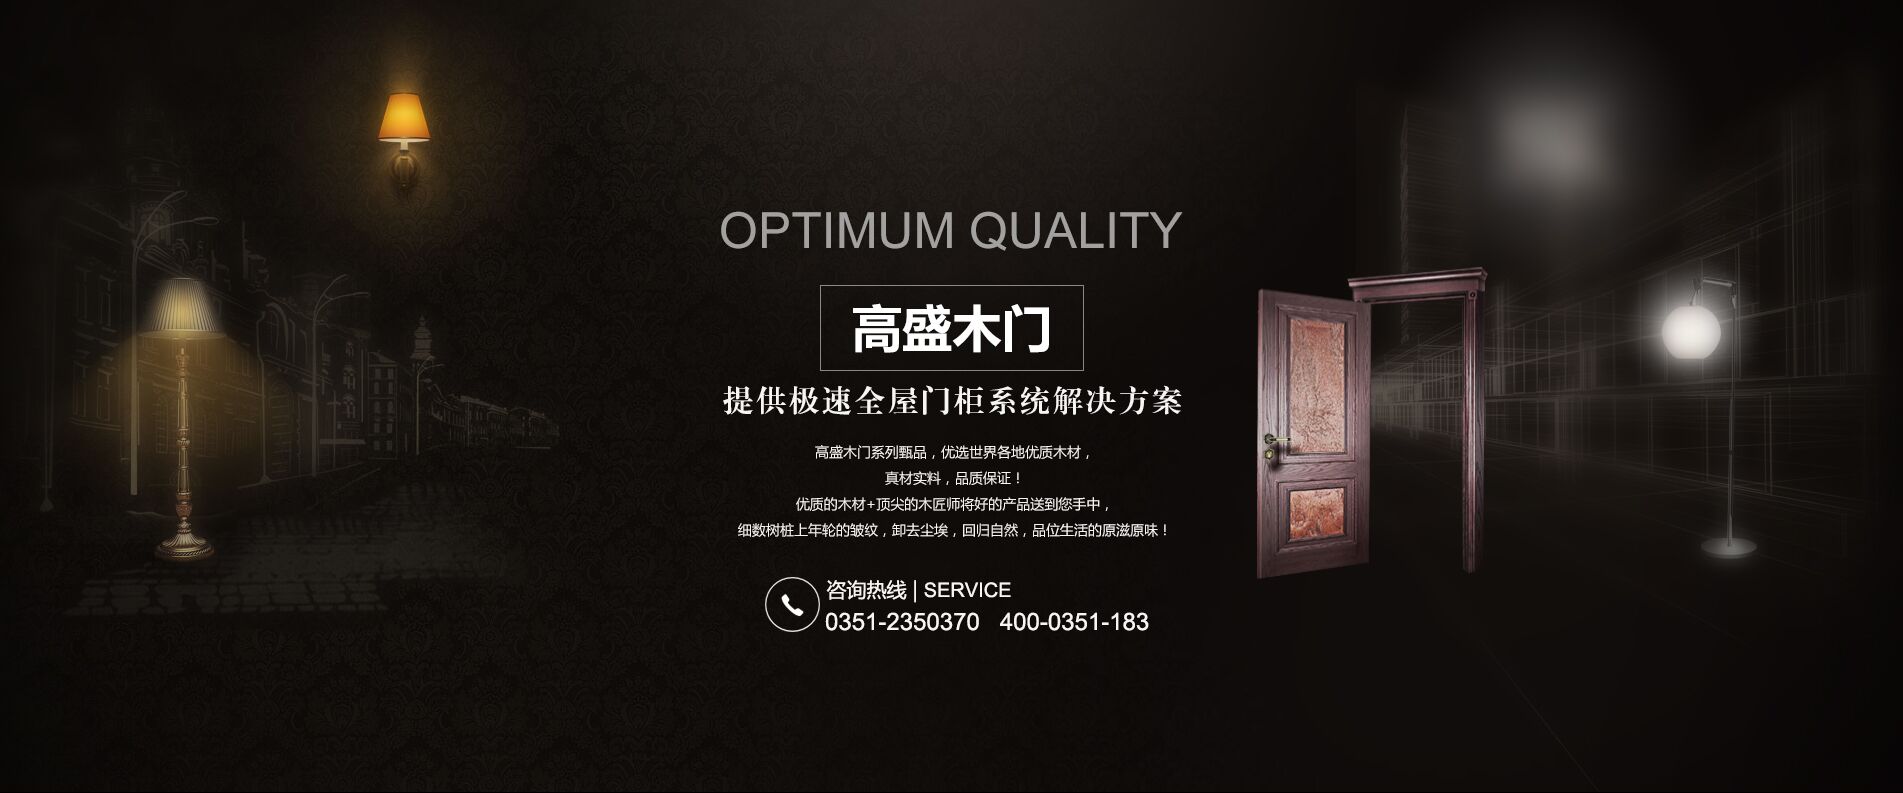 OPTIMUM QUALITY
高盛木门
提供极速全屋门柜系统解决方案
高盛木门系列甄品，优选世界各地优质木材，
真材实料，品质保证！
优质的木材+顶尖的木匠师将好的产品送到您手中，
细数树桩上年轮的皱纹，卸去尘埃，回归自然，品位生活的原滋原味！
咨询热线 | SERVICE
0351-2350370 400-0351-183